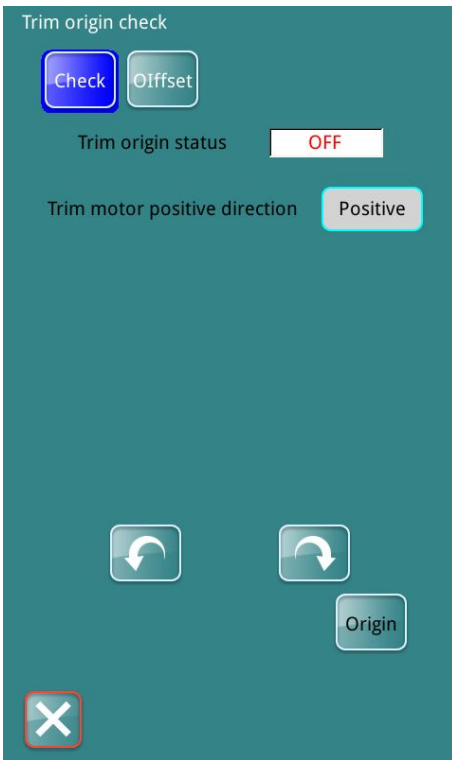 Trim origin check
Check
OIffset
Trim origin status
OFF
Trim motor positive direction
Positive
Origin